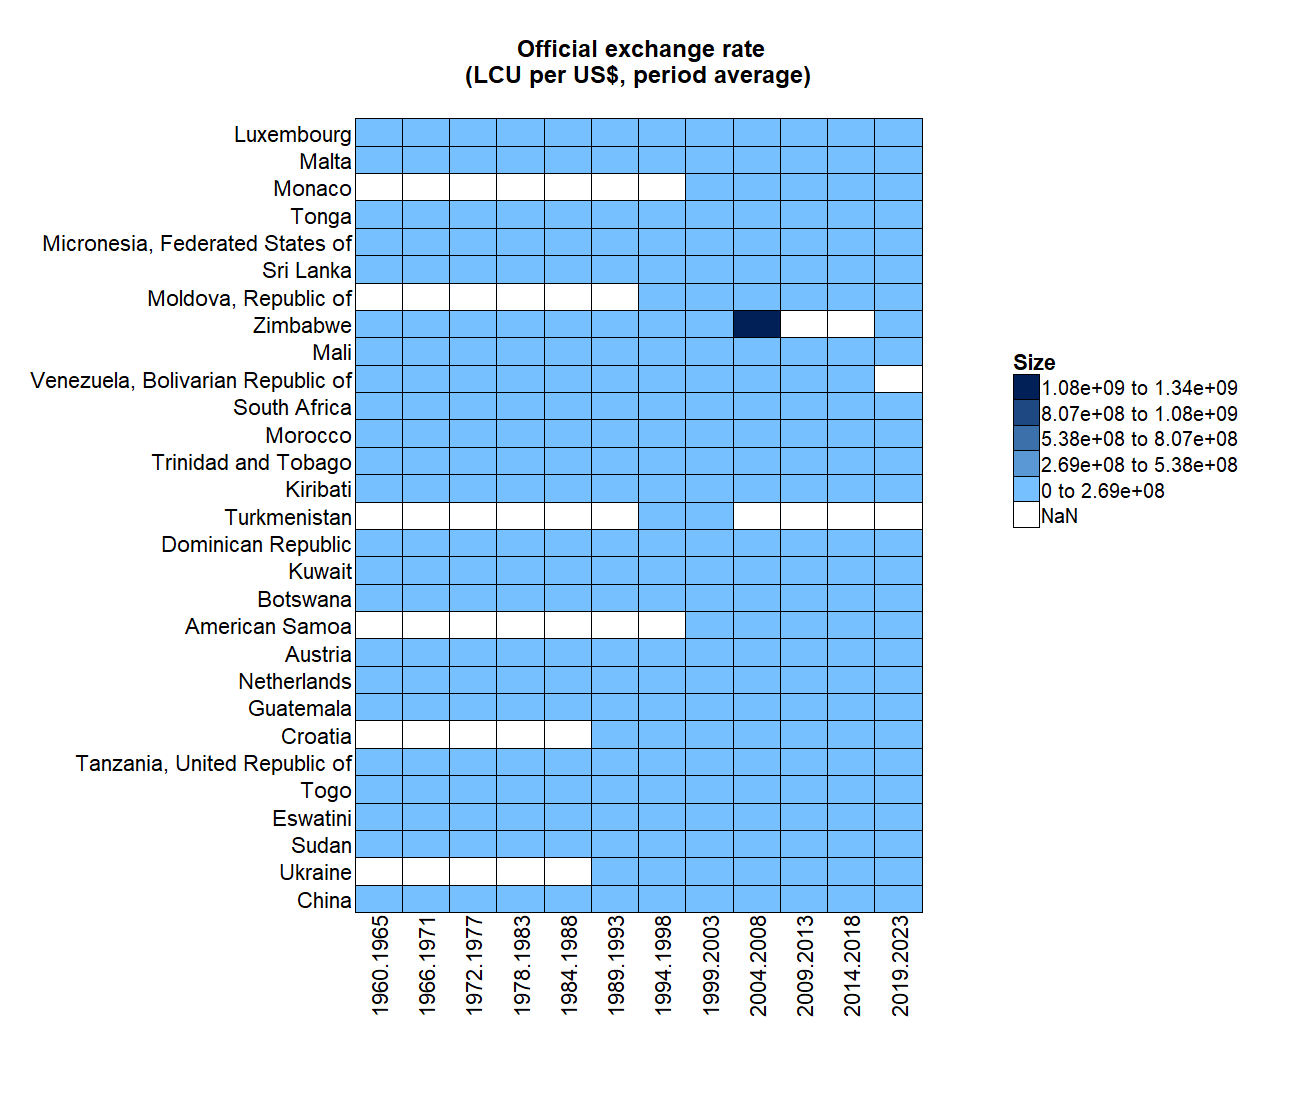 Official exchange rate
(LCU per US$, period average)
Luxembourg
Malta
Monaco
Tonga
Micronesia, Federated States of
Sri Lanka
Moldova, Republic of
Zimbabwe
Mali
Venezuela, Bolivarian Republic of
South Africa
Morocco
Trinidad and Tobago
Kiribati
Turkmenistan
Dominican Republic
Kuwait
Botswana
American Samoa
Austria
Netherlands
Guatemala
Croatia
Tanzania, United Republic of
Togo
Eswatini
Sudan
Ukraine
China
1960.1965
1966.1971
1972.1977
1978.1983
1984.1988
1989.1993
1994.1998
1999.2003
2004.2008
2009.2013
2014.2018
2019.2023
Size
1.08e+09 to 1.34e+09
8.07e+08 to 1.08e+09
5.38e+08 to 8.07e+08
2.69e+08 to 5.38e+08
0 to 2.69e+08
NaN